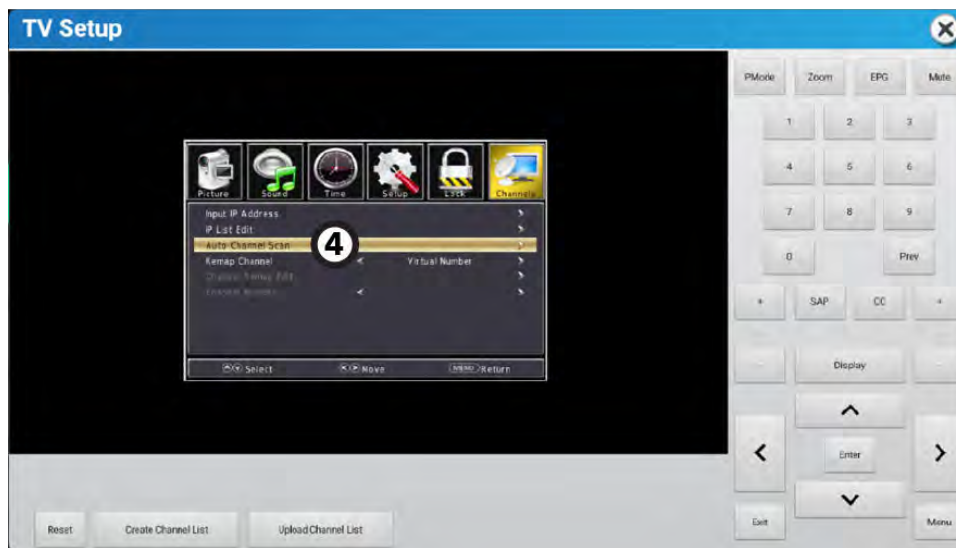 TV Setup
PMode Zoom EPG Mute
1 2 3
4 5 6
7 8 9
0 Prev
+ SAP CC +
- Display -
Enter
Exit Menu
Picture Sound Time Setup Lock Channels
Input IP Address
IP List Edit
Auto Channel Scan 4
Remap Channel Virtual Number
Select Move MENU Return
Reset Create Channel List Upload Channel List